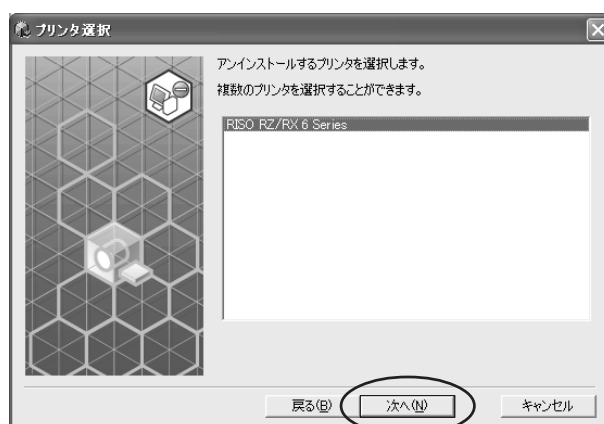 プリンタ選択
アンインストールするプリンタを選択します。
複数のプリンタを選択することができます。
RISO RZ/RX 6 Series
戻る(B)
次へ(N)
キャンセル